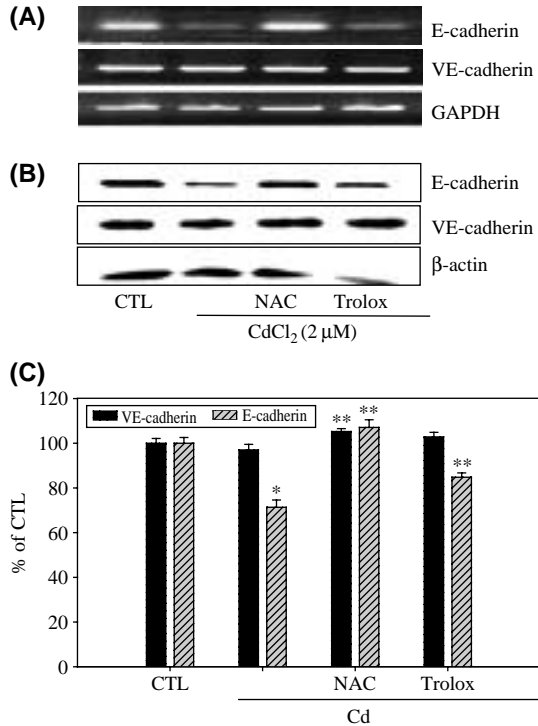 (A)
E-cadherin
VE-cadherin
GAPDH
(B)
E-cadherin
VE-cadherin
β-actin
CTL NAC Trolox
CdCl₂ (2 μM)
(C)
120
VE-cadherin E-cadherin
** **
100
**
80
*
60
40
20
0
% of CTL
CTL NAC Trolox
Cd